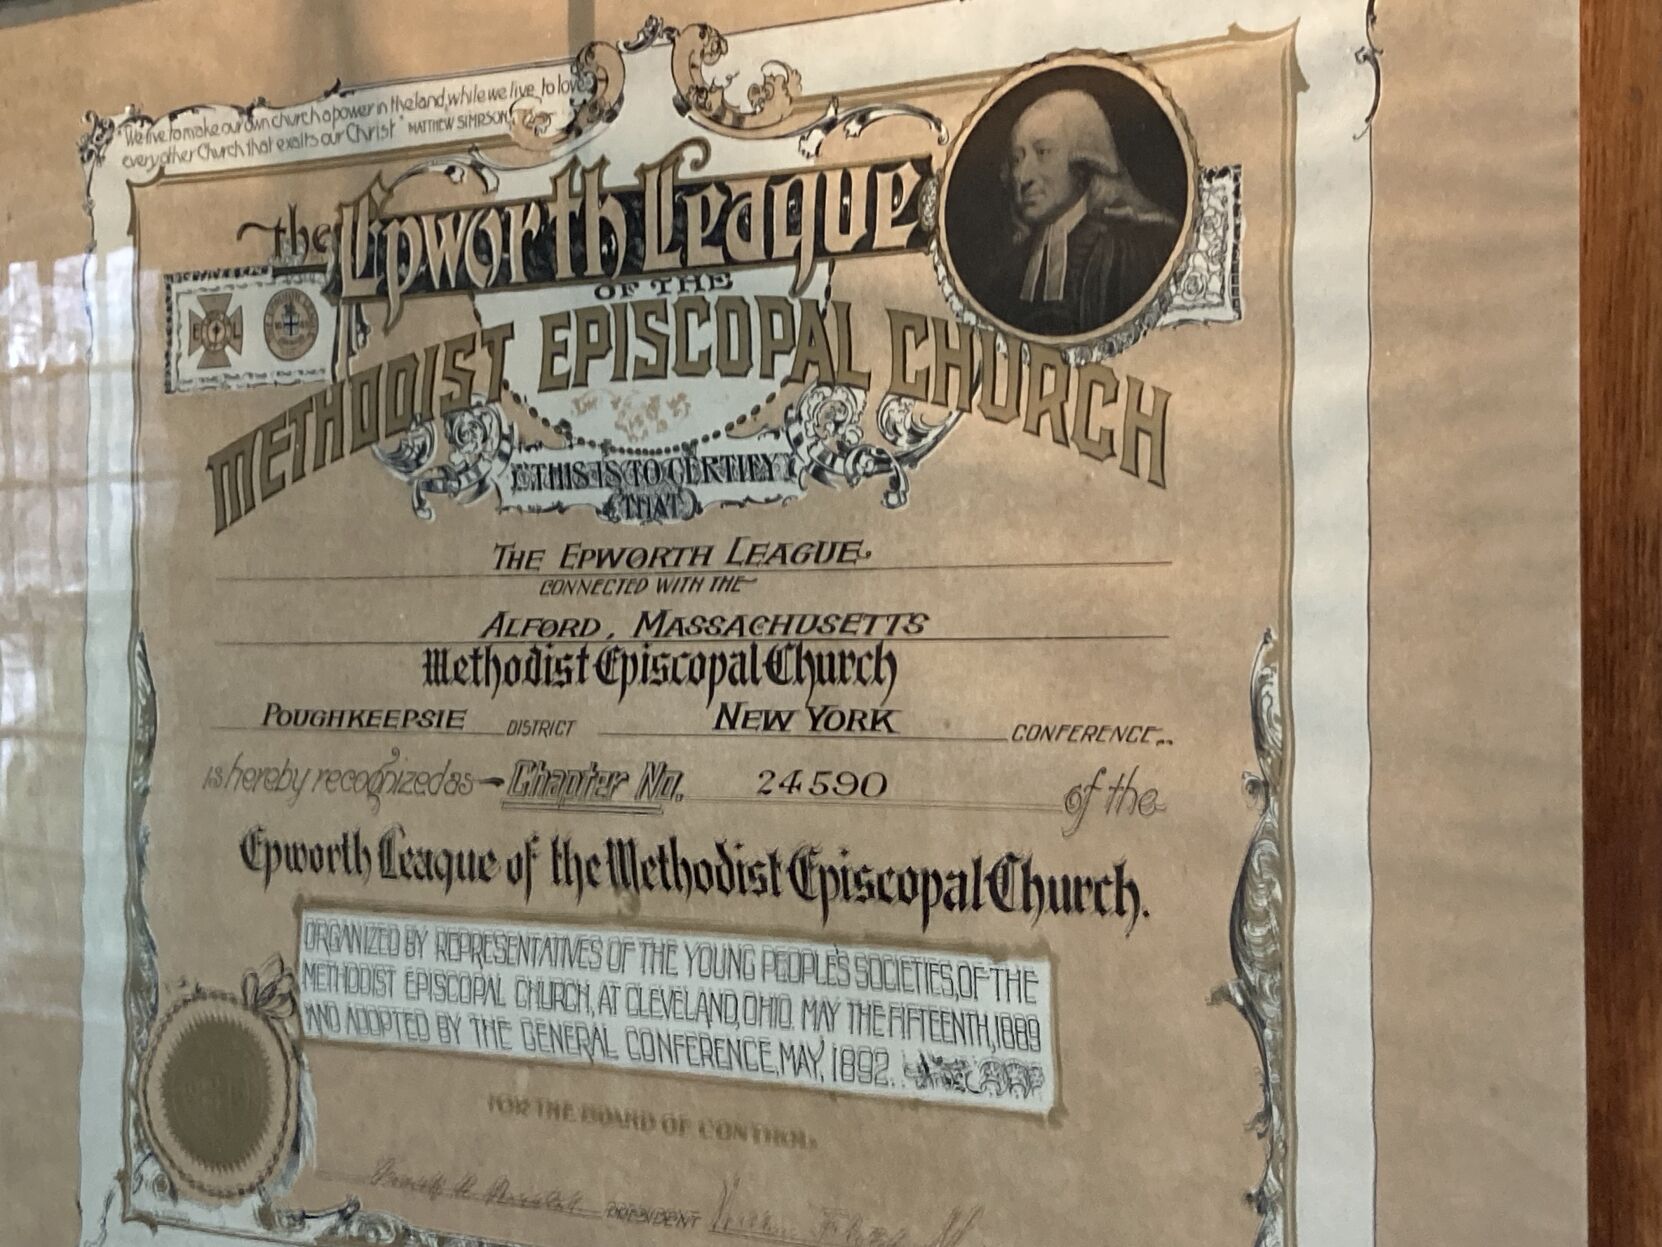 "We live to make our own church a power in the land, while we live to love
every other Church that exalts our Christ" MATTHEW SIMPSON
the Epworth League
OF THE
METHODIST EPISCOPAL CHURCH
THIS IS TO CERTIFY
THAT
THE EPWORTH LEAGUE.
CONNECTED WITH THE
ALFORD, MASSACHUSETTS
Methodist Episcopal Church
POUGHKEEPSIE DISTRICT NEW YORK CONFERENCE..
is hereby recognized as Chapter No. 24590 of the
Epworth League of the Methodist Episcopal Church.
ORGANIZED BY REPRESENTATIVES OF THE YOUNG PEOPLE'S SOCIETIES, OF THE
METHODIST EPISCOPAL CHURCH, AT CLEVELAND, OHIO. MAY THE FIFTEENTH, 1889
AND ADOPTED BY THE GENERAL CONFERENCE, MAY, 1892.
FOR THE BOARD OF CONTROL.
PRESIDENT